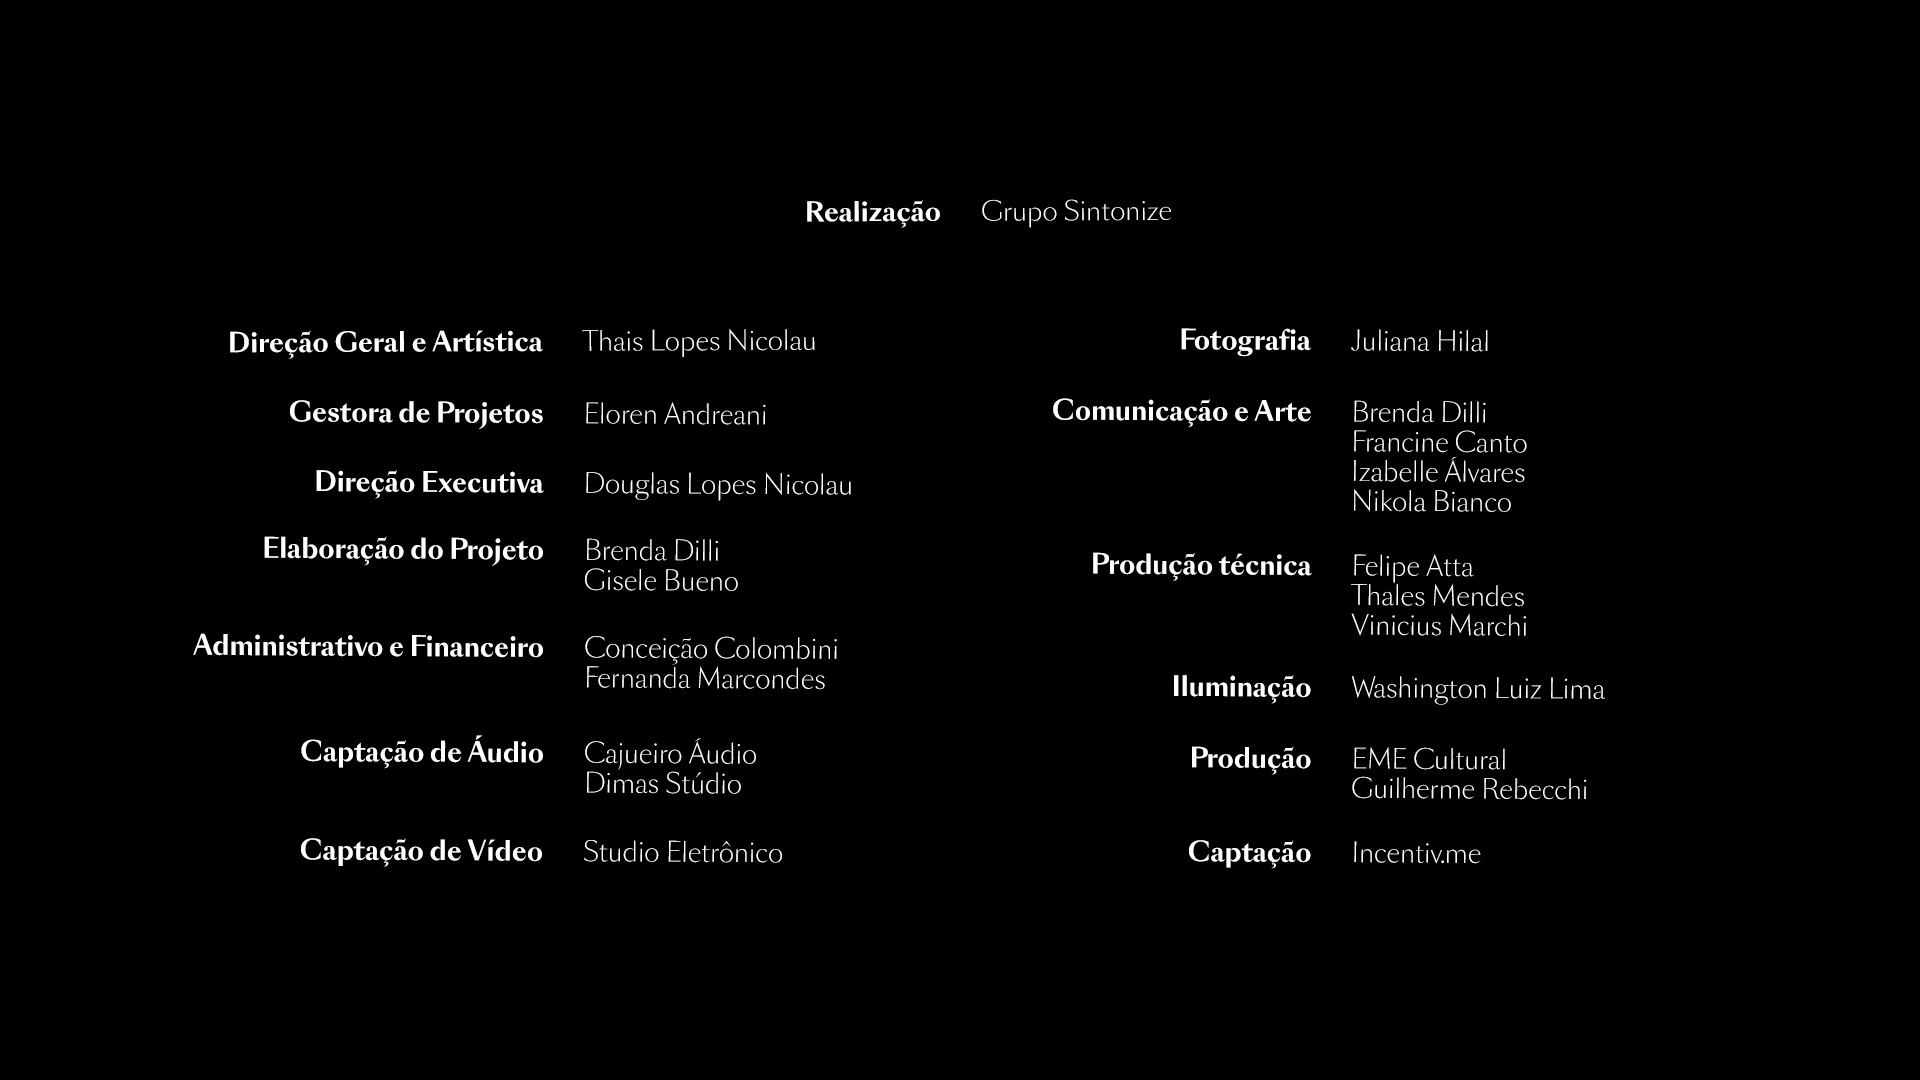 Realização Grupo Sintonize
Direção Geral e Artística Thais Lopes Nicolau
Gestora de Projetos Eloren Andreani
Direção Executiva Douglas Lopes Nicolau
Elaboração do Projeto Brenda Dilli
Gisele Bueno
Administrativo e Financeiro Conceição Colombini
Fernanda Marcondes
Captação de Áudio Cajueiro Áudio
Dimas Stúdio
Captação de Vídeo Studio Eletrônico
Fotografia Juliana Hilal
Comunicação e Arte Brenda Dilli
Francine Canto
Izabelle Álvares
Nikola Bianco
Produção técnica Felipe Atta
Thales Mendes
Vinicius Marchi
Iluminação Washington Luiz Lima
Produção EME Cultural
Guilherme Rebecchi
Captação Incentiv.me